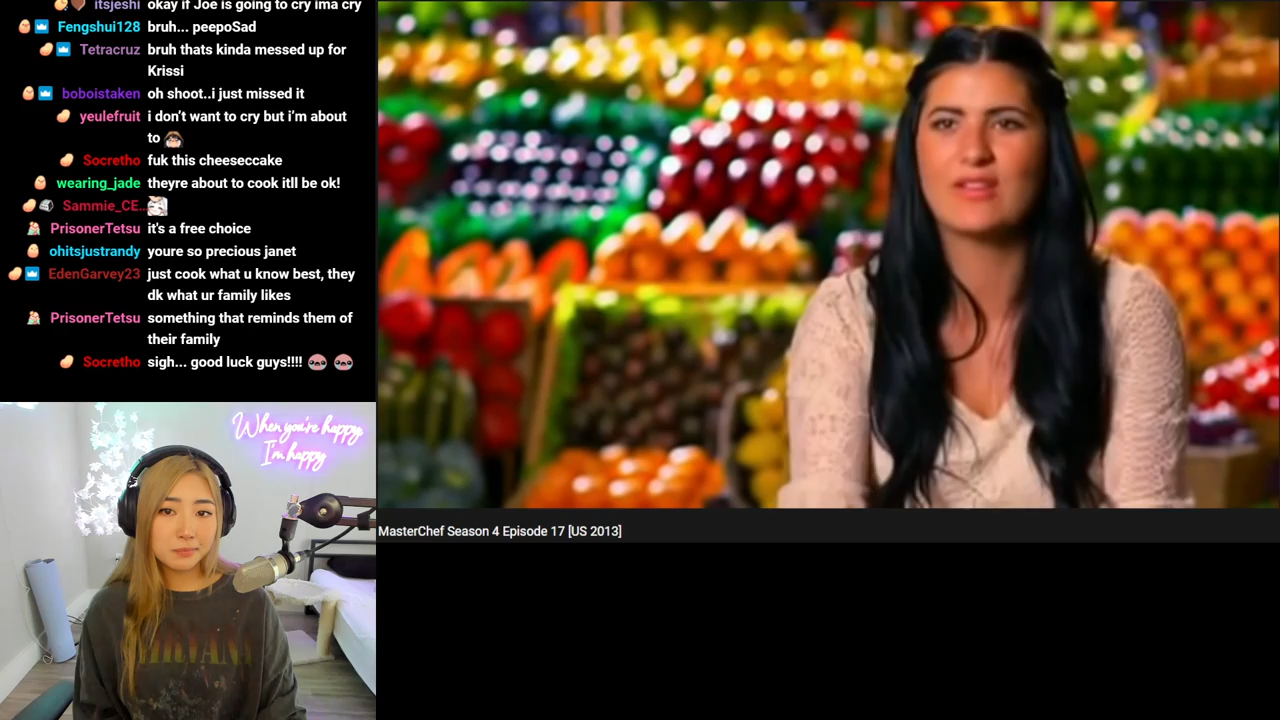 itsjeshi okay if Joe is going to cry ima cry
Fengshui128 bruh... peepoSad
Tetracruz bruh thats kinda messed up for
Krissi
boboistaken oh shoot..i just missed it
yeulefruit i don’t want to cry but i’m about
to
Socretho fuk this cheeseccake
wearing_jade theyre about to cook itll be ok!
Sammie_CE...
PrisonerTetsu it's a free choice
ohitsjustrandy youre so precious janet
EdenGarvey23 just cook what u know best, they
dk what ur family likes
PrisonerTetsu something that reminds them of
their family
Socretho sigh... good luck guys!!!!
When you're happy
I'm happy
NIRVANA
MasterChef Season 4 Episode 17 [US 2013]